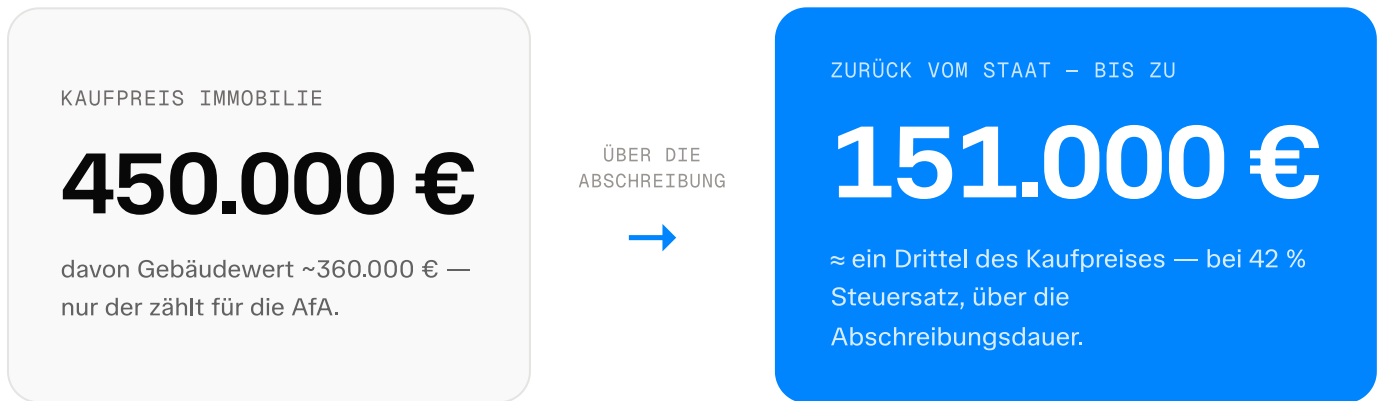 KAUFPREIS IMMOBILIE
450.000 €
davon Gebäudewert ~360.000 € —
nur der zählt für die AfA.
ÜBER DIE
ABSCHREIBUNG
→
ZURÜCK VOM STAAT — BIS ZU
151.000 €
≈ ein Drittel des Kaufpreises — bei 42 %
Steuersatz, über die
Abschreibungsdauer.